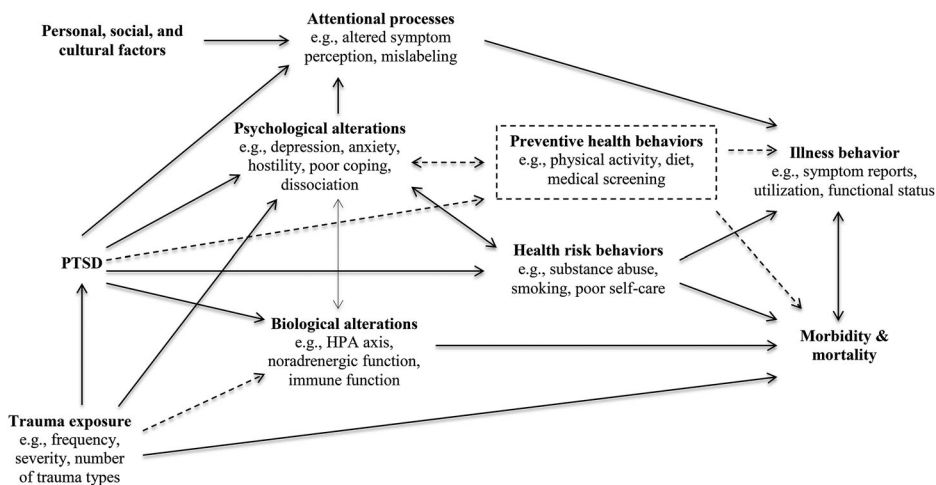 Personal, social, and
cultural factors
Attentional processes
e.g., altered symptom
perception, mislabeling
Psychological alterations
e.g., depression, anxiety,
hostility, poor coping,
dissociation
Preventive health behaviors
e.g., physical activity, diet,
medical screening
Illness behavior
e.g., symptom reports,
utilization, functional status
PTSD
Health risk behaviors
e.g., substance abuse,
smoking, poor self-care
Biological alterations
e.g., HPA axis,
noradrenergic function,
immune function
Morbidity &
mortality
Trauma exposure
e.g., frequency,
severity, number
of trauma types